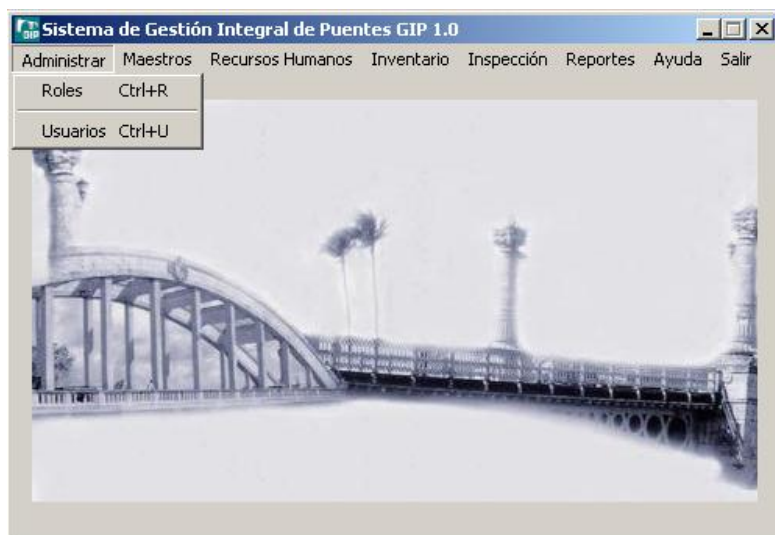 Sistema de Gestión Integral de Puentes GIP 1.0
Administrar Maestros Recursos Humanos Inventario Inspección Reportes Ayuda Salir
Roles Ctrl+R
Usuarios Ctrl+U